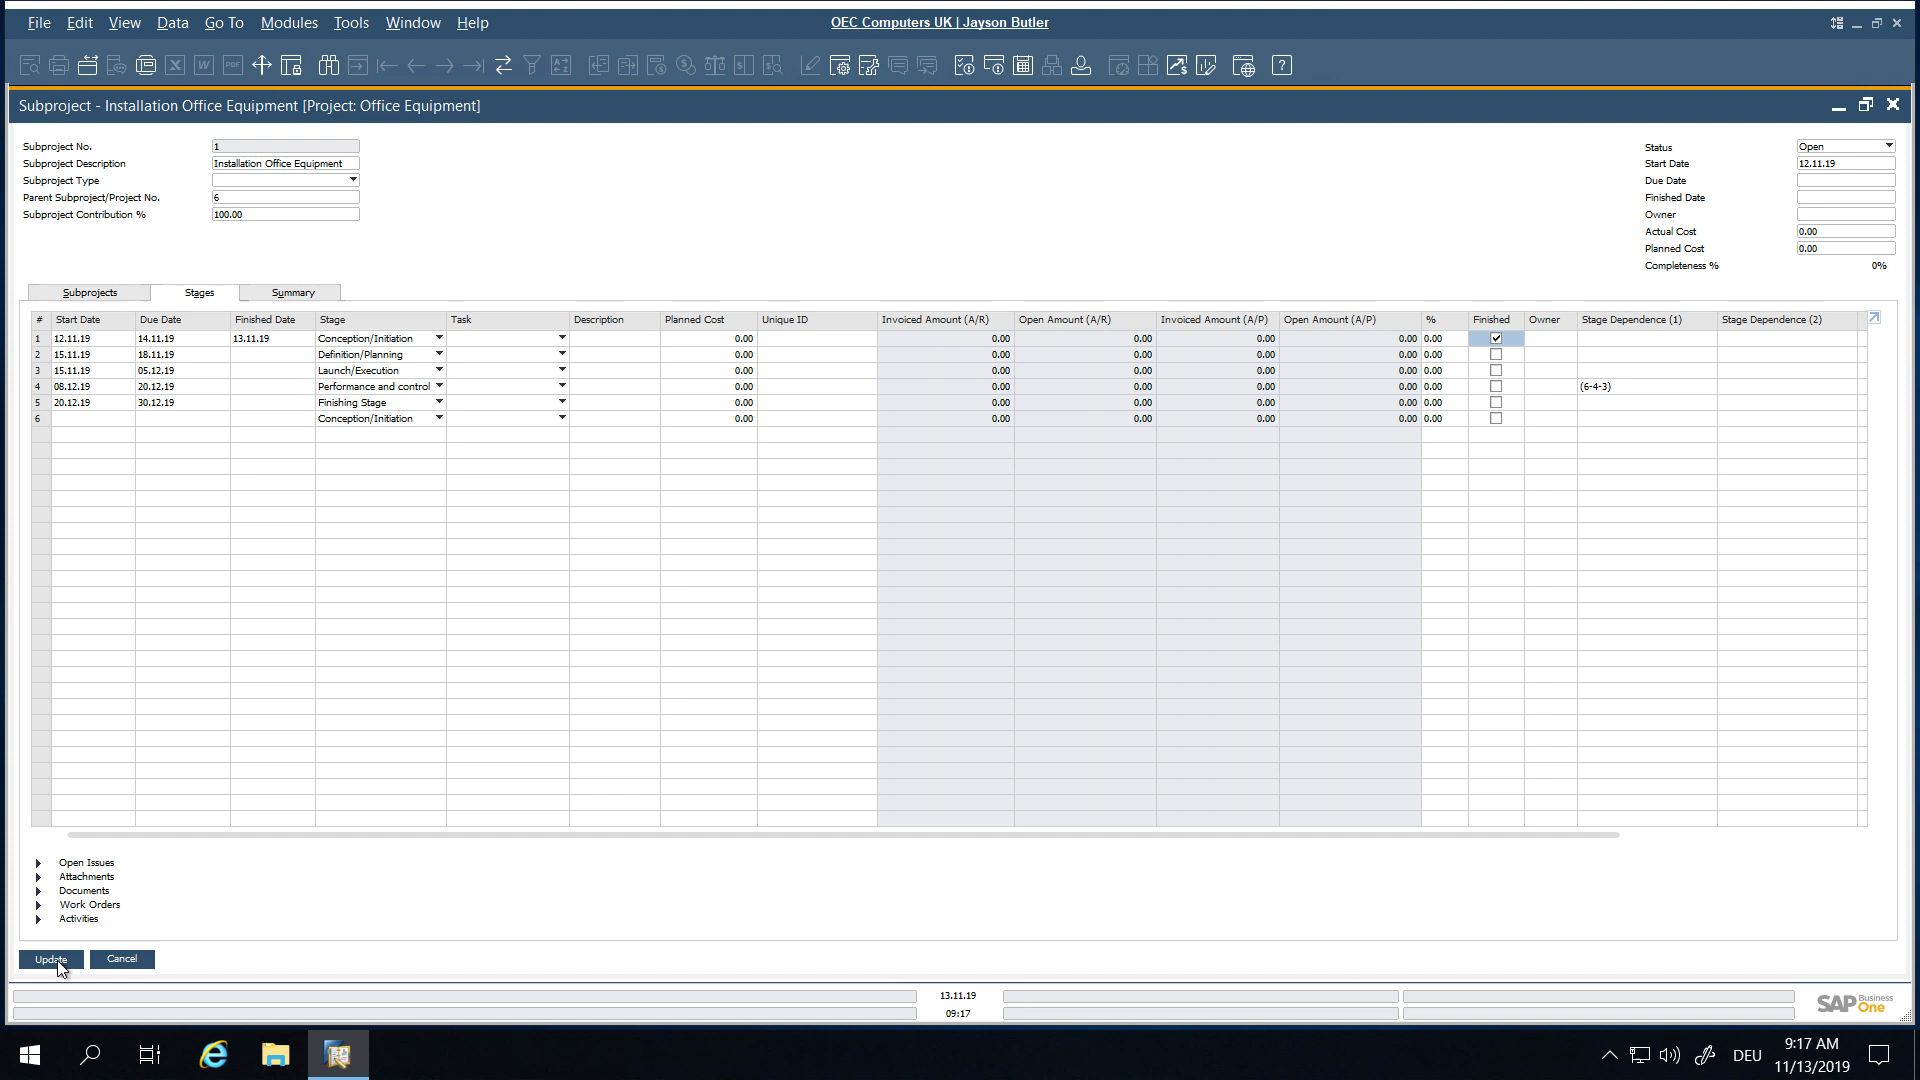 File Edit View Data Go To Modules Tools Window Help OEC Computers UK | Jayson Butler
Subproject - Installation Office Equipment [Project: Office Equipment]
Subproject No. 1 Status Open
Subproject Description Installation Office Equipment Start Date 12.11.19
Subproject Type Due Date
Parent Subproject/Project No. 6 Finished Date
Subproject Contribution % 100.00 Owner
Actual Cost 0.00
Planned Cost 0.00
Completeness % 0%
Subprojects Stages Summary
# Start Date Due Date Finished Date Stage Task Description Planned Cost Unique ID Invoiced Amount (A/R) Open Amount (A/R) Invoiced Amount (A/P) Open Amount (A/P) % Finished Owner Stage Dependence (1) Stage Dependence (2)
1 12.11.19 14.11.19 13.11.19 Conception/Initiation 0.00 0.00 0.00 0.00 0.00 0.00
2 15.11.19 18.11.19 Definition/Planning 0.00 0.00 0.00 0.00 0.00 0.00
3 15.11.19 05.12.19 Launch/Execution 0.00 0.00 0.00 0.00 0.00 0.00
4 08.12.19 20.12.19 Performance and control 0.00 0.00 0.00 0.00 0.00 0.00 (6-4-3)
5 20.12.19 30.12.19 Finishing Stage 0.00 0.00 0.00 0.00 0.00 0.00
6 Conception/Initiation 0.00 0.00 0.00 0.00 0.00 0.00
Open Issues
Attachments
Documents
Work Orders
Activities
Update Cancel
13.11.19
09:17
SAP Business One
DEU 9:17 AM
11/13/2019